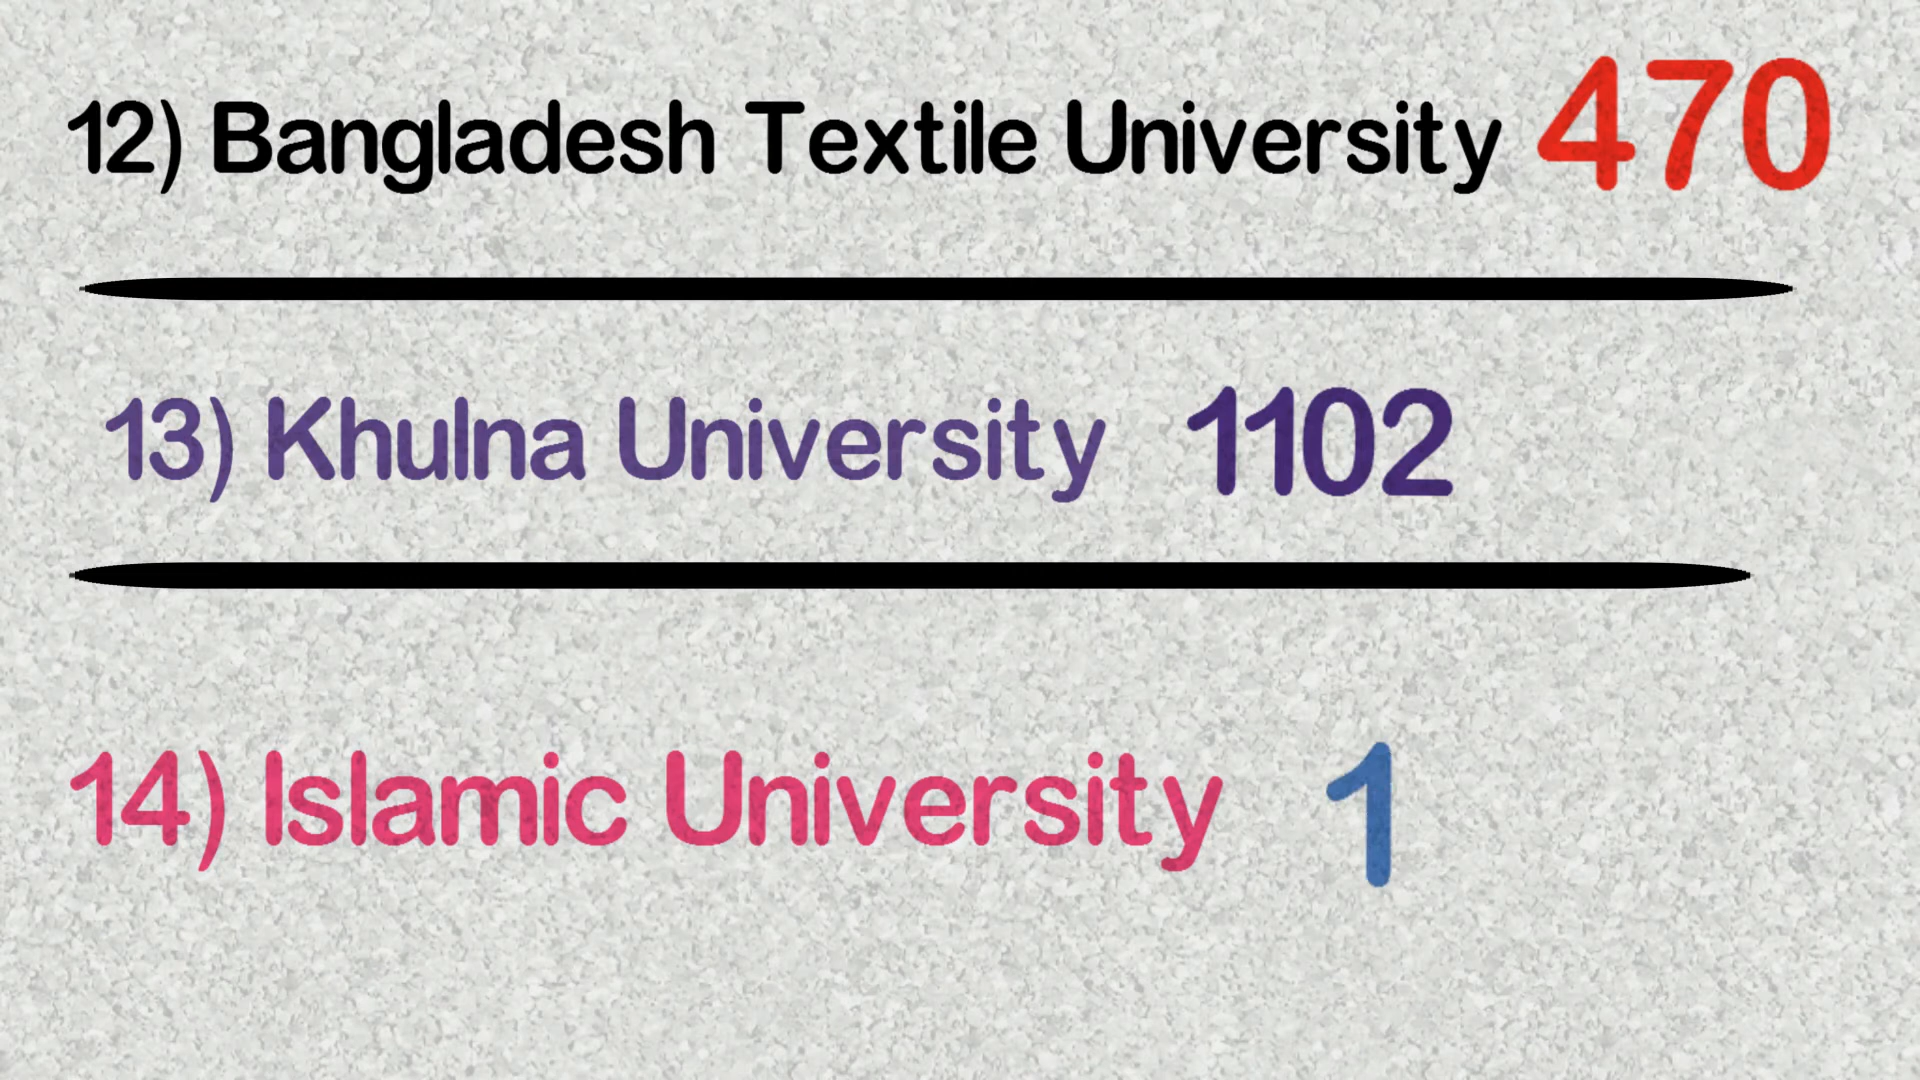 12) Bangladesh Textile University 470
13) Khulna University 1102
14) Islamic University 1